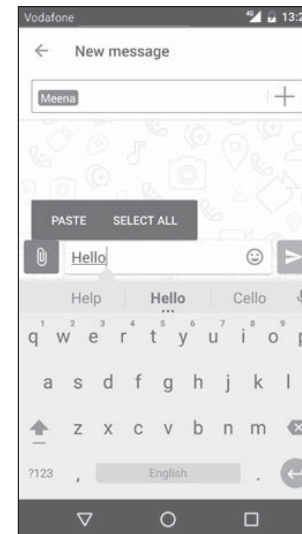 Vodafone 4G 13:2
New message
Meena
PASTE SELECT ALL
Hello
Help Hello Cello
1 2 3 4 5 6 7 8 9
q w e r t y u i o p
a s d f g h j k l
z x c v b n m
?123 , English .